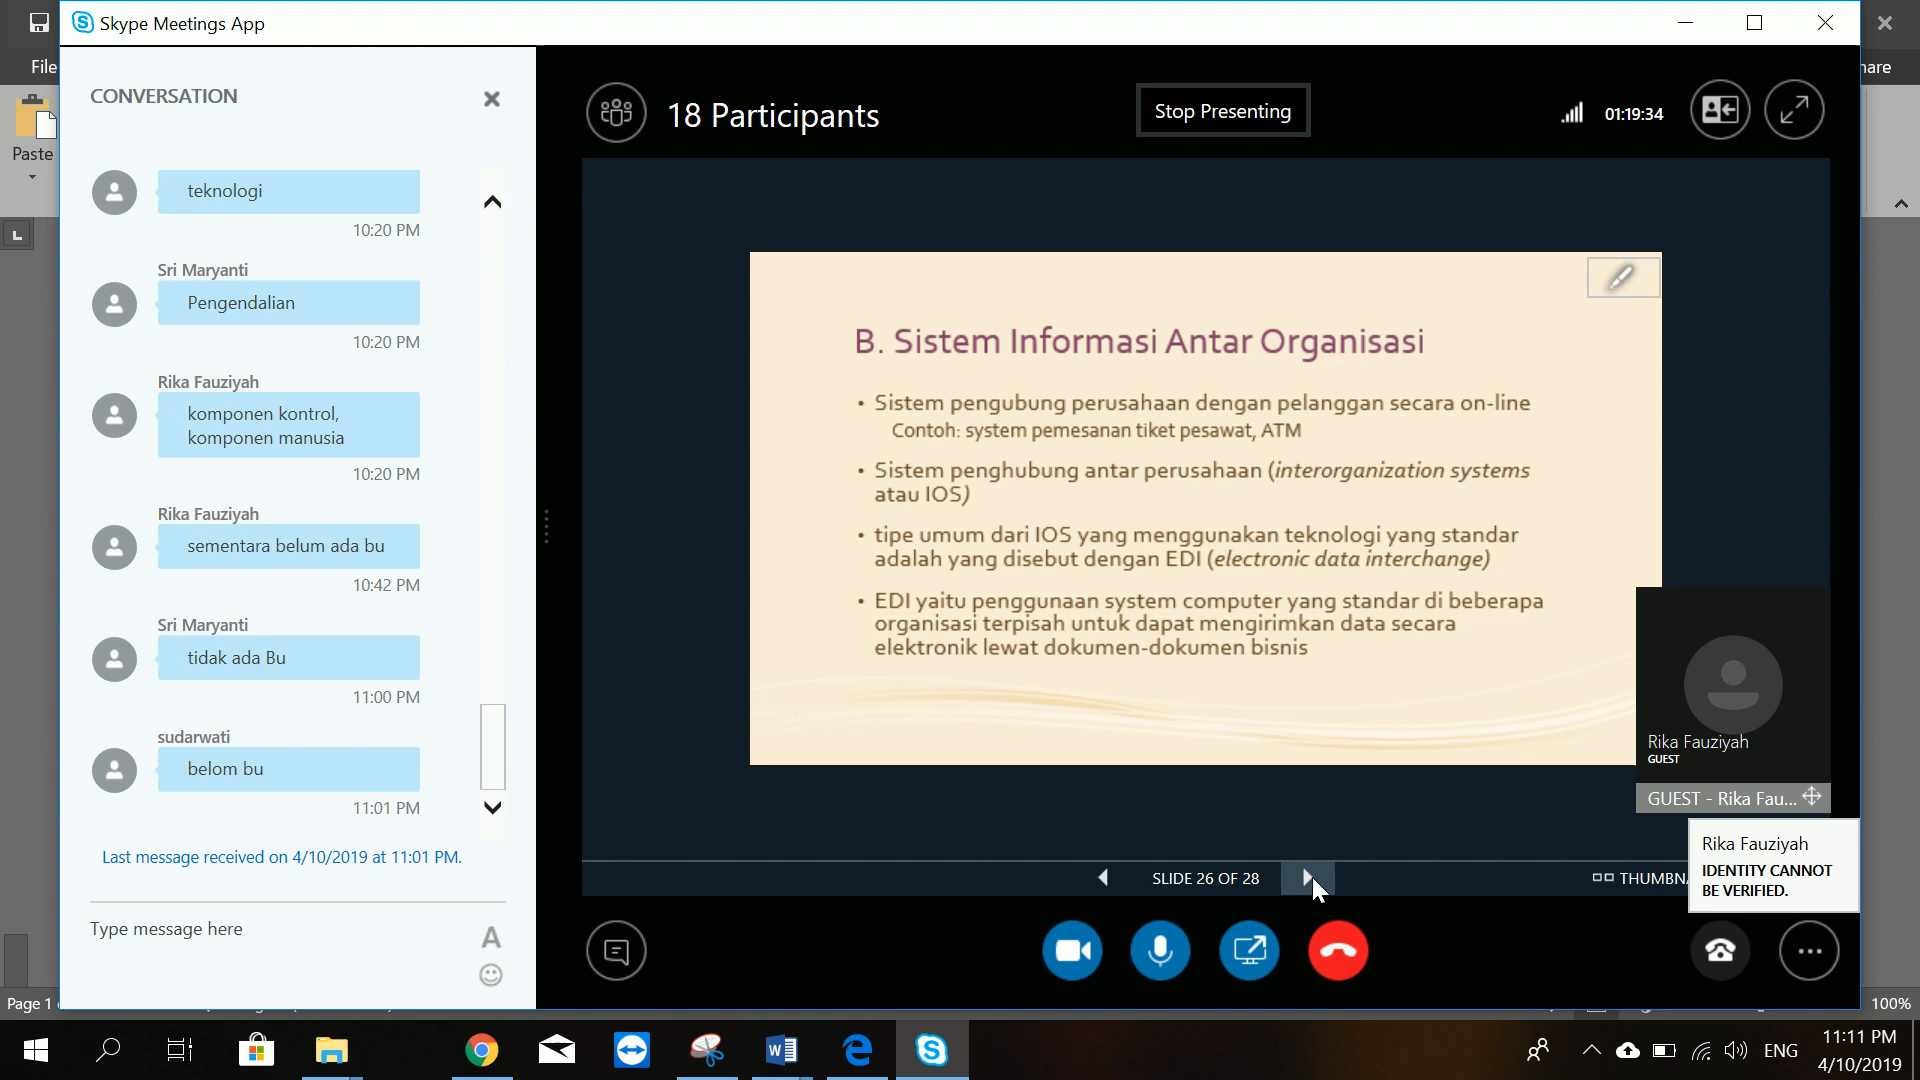 Skype Meetings App
File
Paste
are
CONVERSATION
teknologi
10:20 PM
Sri Maryanti
Pengendalian
10:20 PM
Rika Fauziyah
komponen kontrol,
komponen manusia
10:20 PM
Rika Fauziyah
sementara belum ada bu
10:42 PM
Sri Maryanti
tidak ada Bu
11:00 PM
sudarwati
belom bu
11:01 PM
Last message received on 4/10/2019 at 11:01 PM.
Type message here
A
18 Participants
Stop Presenting
01:19:34
B. Sistem Informasi Antar Organisasi
• Sistem pengubung perusahaan dengan pelanggan secara on-line
Contoh: system pemesanan tiket pesawat, ATM
• Sistem penghubung antar perusahaan (interorganization systems
atau IOS)
• tipe umum dari IOS yang menggunakan teknologi yang standar
adalah yang disebut dengan EDI (electronic data interchange)
• EDI yaitu penggunaan system computer yang standar di beberapa
organisasi terpisah untuk dapat mengirimkan data secara
elektronik lewat dokumen-dokumen bisnis
Rika Fauziyah
GUEST
GUEST - Rika Fau...
Rika Fauziyah
IDENTITY CANNOT
BE VERIFIED.
SLIDE 26 OF 28
THUMBN
Page 1
100%
ENG
11:11 PM
4/10/2019